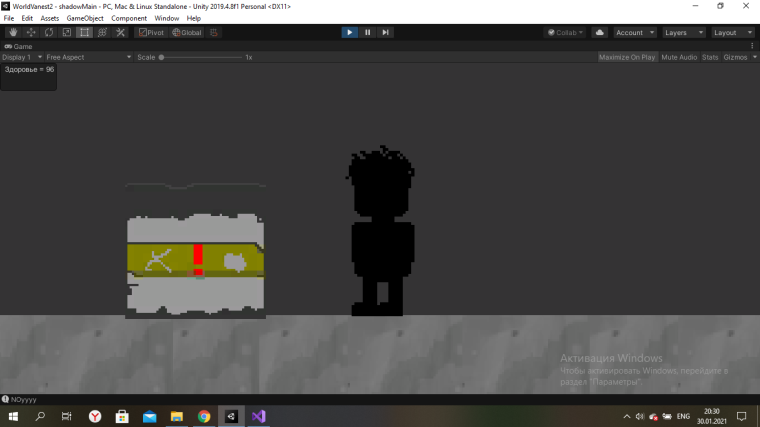 WorldVanest2 - shadowMain - PC, Mac & Linux Standalone - Unity 2019.4.8f1 Personal <DX11>
File Edit Assets GameObject Component Window Help
Pivot Global Collab Account Layers Layout
Game
Display 1 Free Aspect Scale 1x Maximize On Play Mute Audio Stats Gizmos
Здоровье = 96
Активация Windows
Чтобы активировать Windows, перейдите в
раздел "Параметры".
NOyyyy
ENG
20:30
30.01.2021